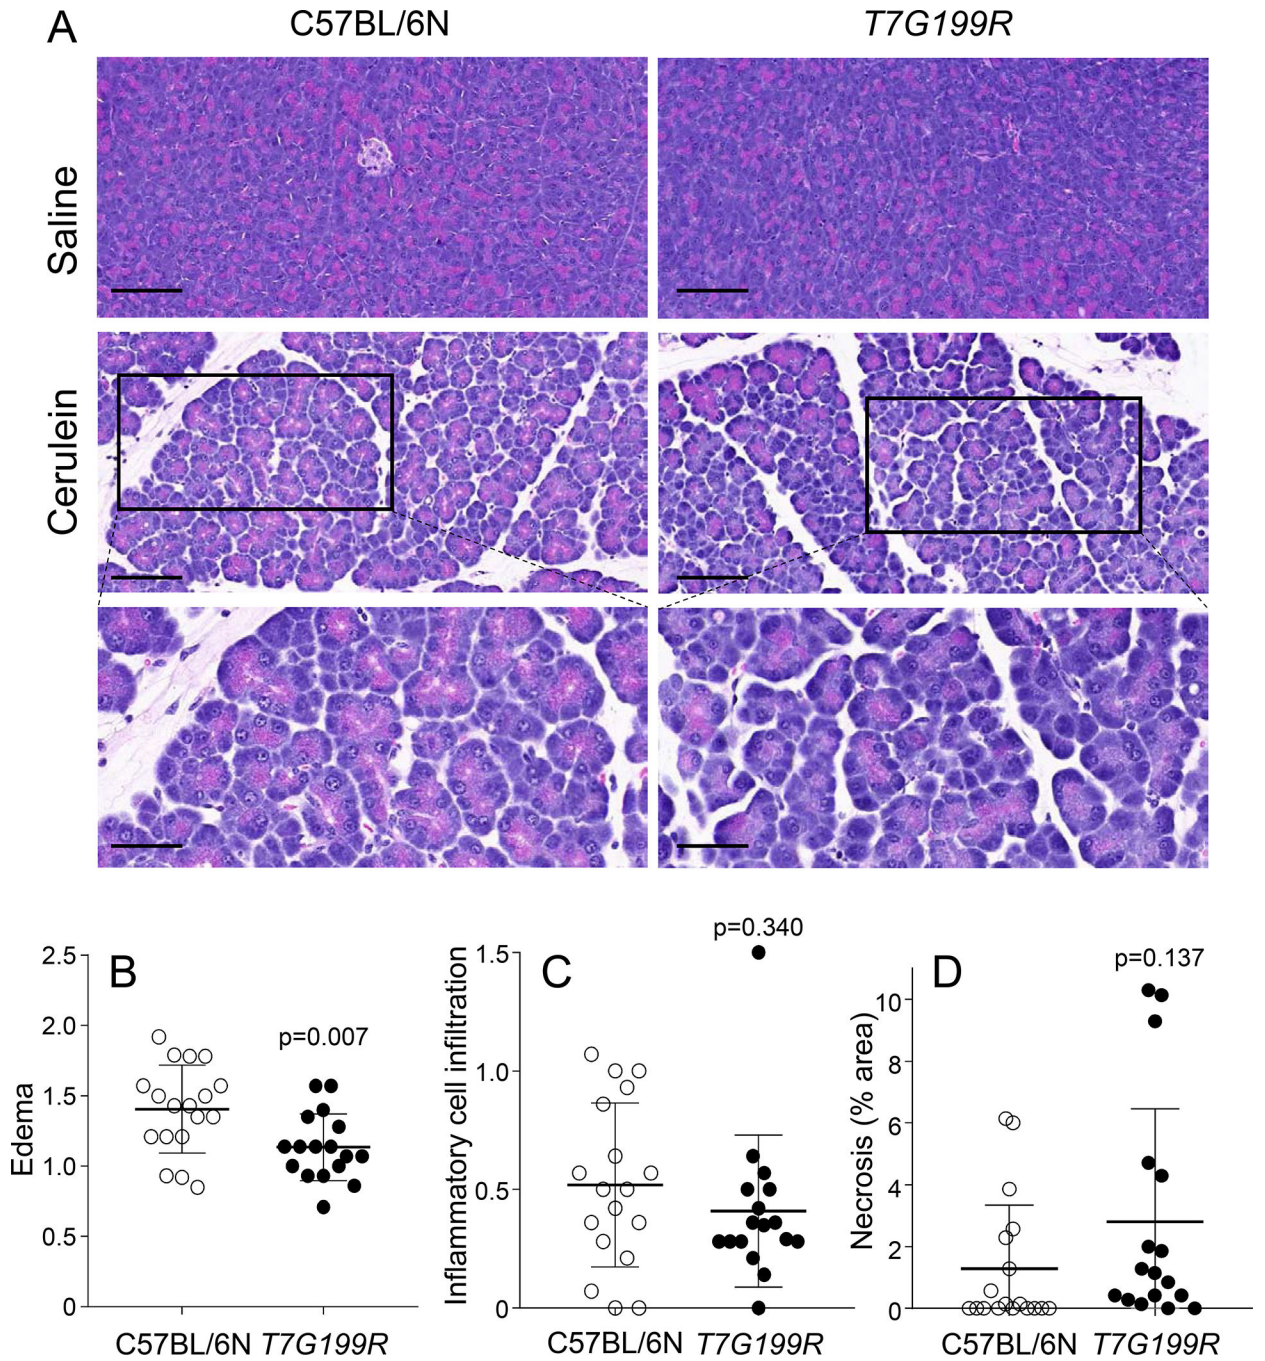 A
C57BL/6N
T7G199R
Saline
Cerulein
B
Edema
2.5
2.0
1.5
1.0
0.5
0
p=0.007
C57BL/6N
T7G199R
C
Inflammatory cell infiltration
1.5
1.0
0.5
0
p=0.340
C57BL/6N
T7G199R
D
Necrosis (% area)
10
8
6
4
2
0
p=0.137
C57BL/6N
T7G199R